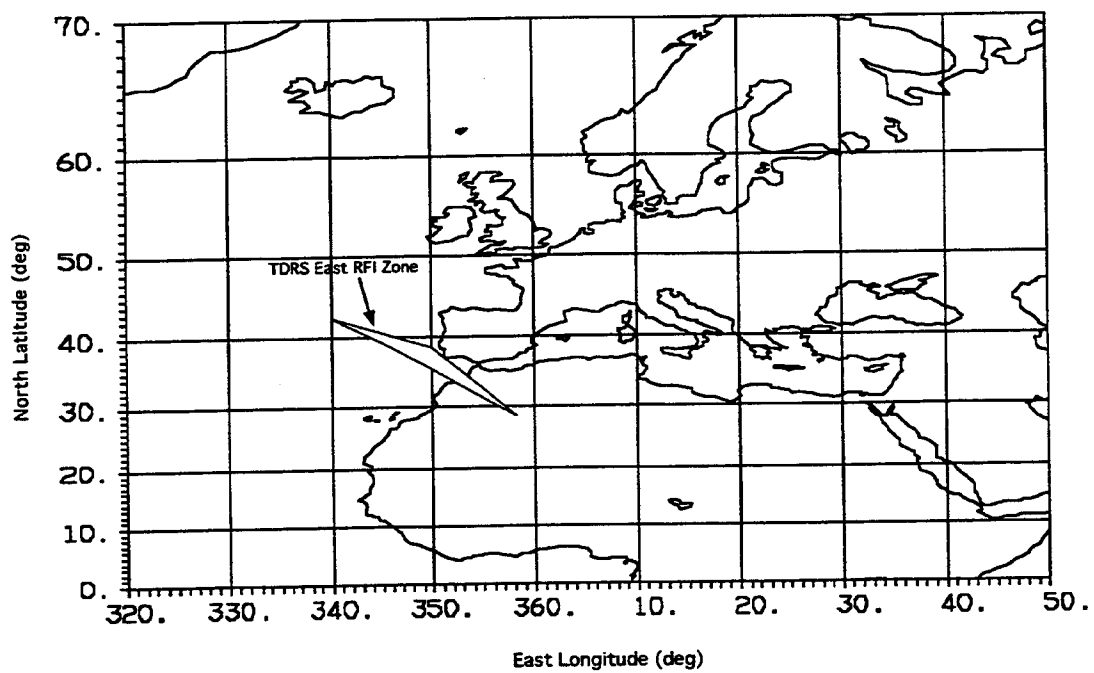 70.
60.
50.
TDRS East RFI Zone
40.
30.
20.
10.
0.
320. 330. 340. 350. 360. 10. 20. 30. 40. 50.
North Latitude (deg)
East Longitude (deg)